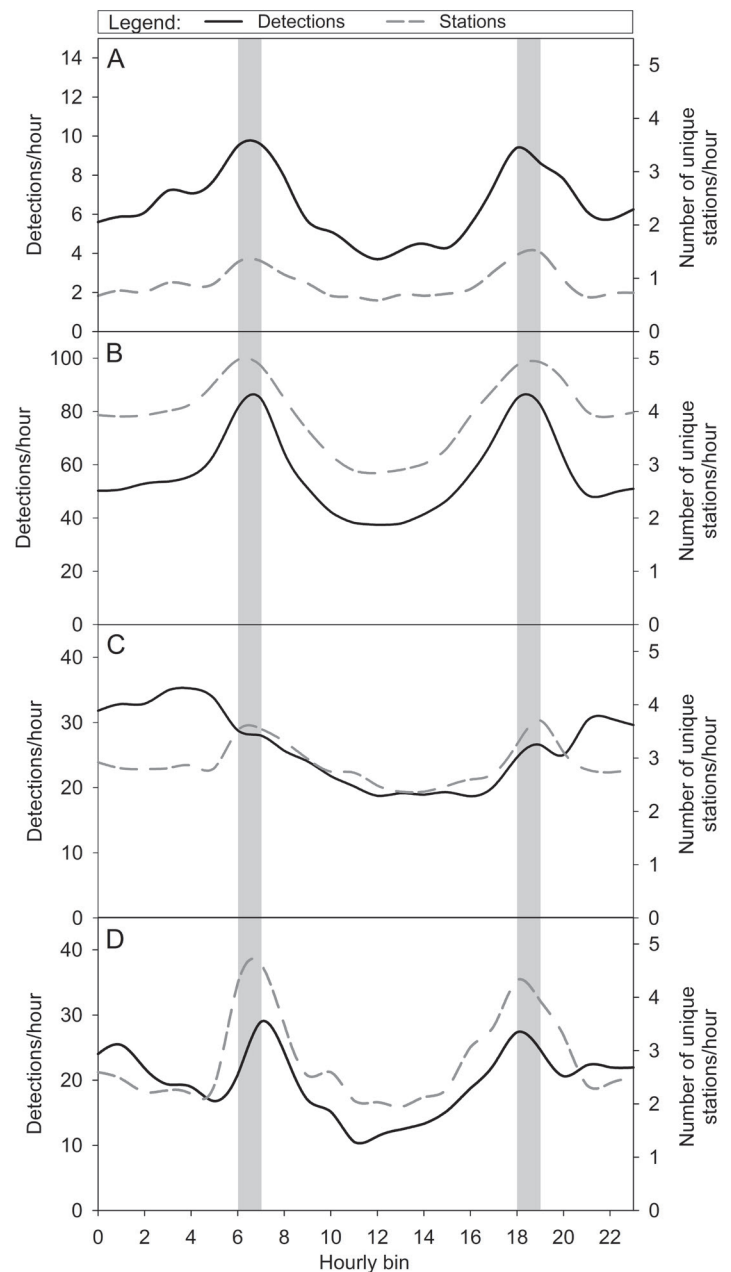 Legend: Detections Stations
A
14
12
10
8
6
4
2
0
Detections/hour
5
4
3
2
1
0
Number of unique
stations/hour
B
100
80
60
40
20
0
Detections/hour
5
4
3
2
1
0
Number of unique
stations/hour
C
40
30
20
10
0
Detections/hour
5
4
3
2
1
0
Number of unique
stations/hour
D
40
30
20
10
0
Detections/hour
5
4
3
2
1
0
Number of unique
stations/hour
0 2 4 6 8 10 12 14 16 18 20 22
Hourly bin